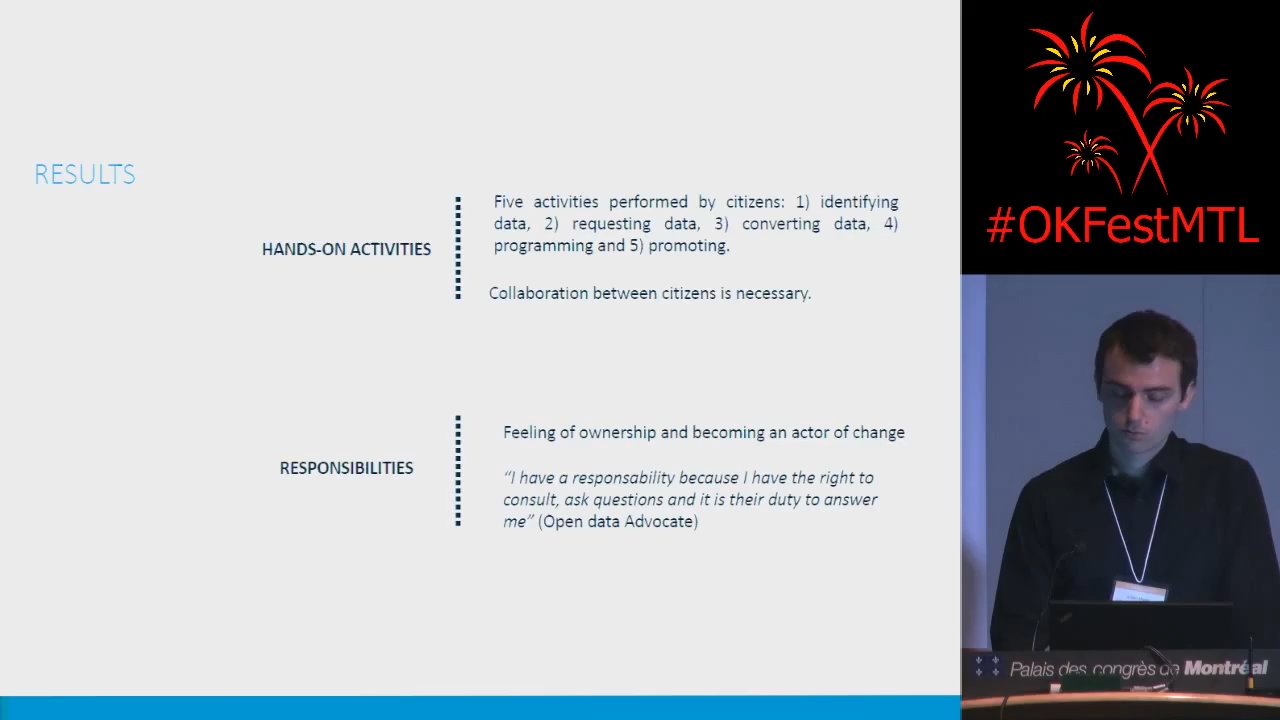 RESULTS
HANDS-ON ACTIVITIES
Five activities performed by citizens: 1) identifying
data, 2) requesting data, 3) converting data, 4)
programming and 5) promoting.
Collaboration between citizens is necessary.
RESPONSIBILITIES
Feeling of ownership and becoming an actor of change
“I have a responsability because I have the right to
consult, ask questions and it is their duty to answer
me” (Open data Advocate)
#OKFestMTL
Palais des congrès de Montréal